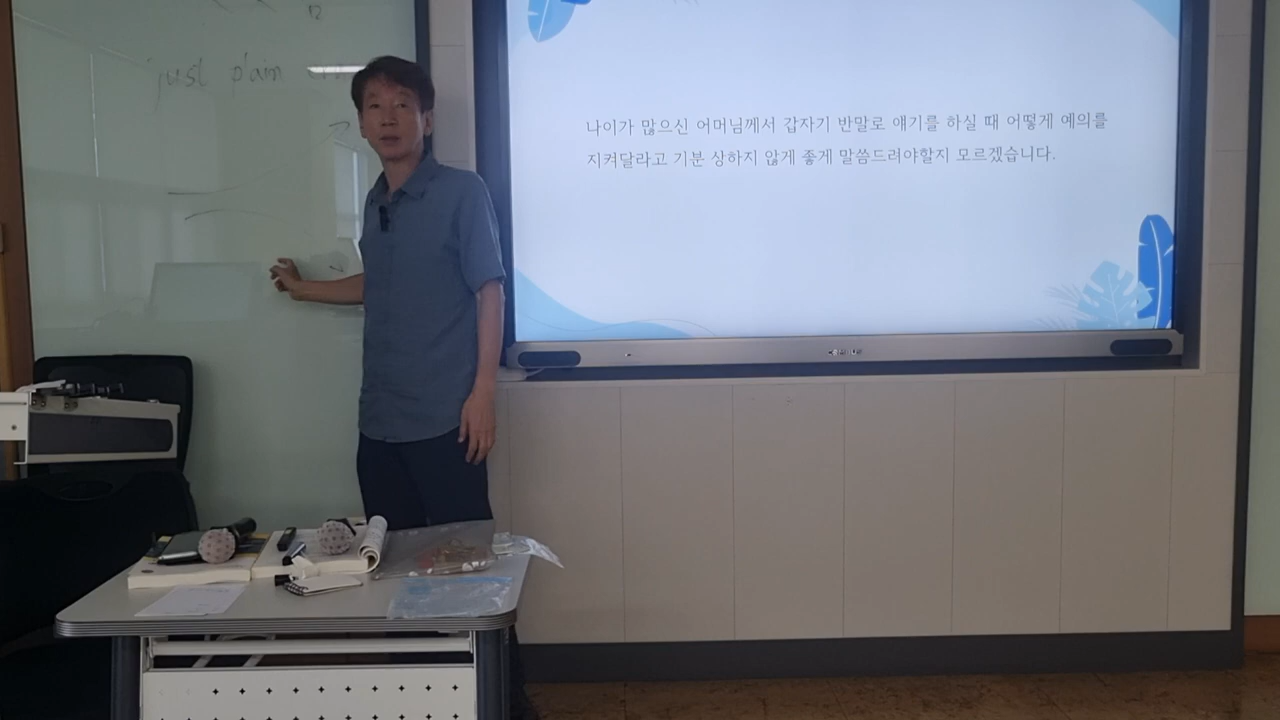 just plain
나이가 많으신 어머님께서 갑자기 반말로 얘기를 하실 때 어떻게 예의를
지켜달라고 기분 상하지 않게 좋게 말씀드려야할지 모르겠습니다.